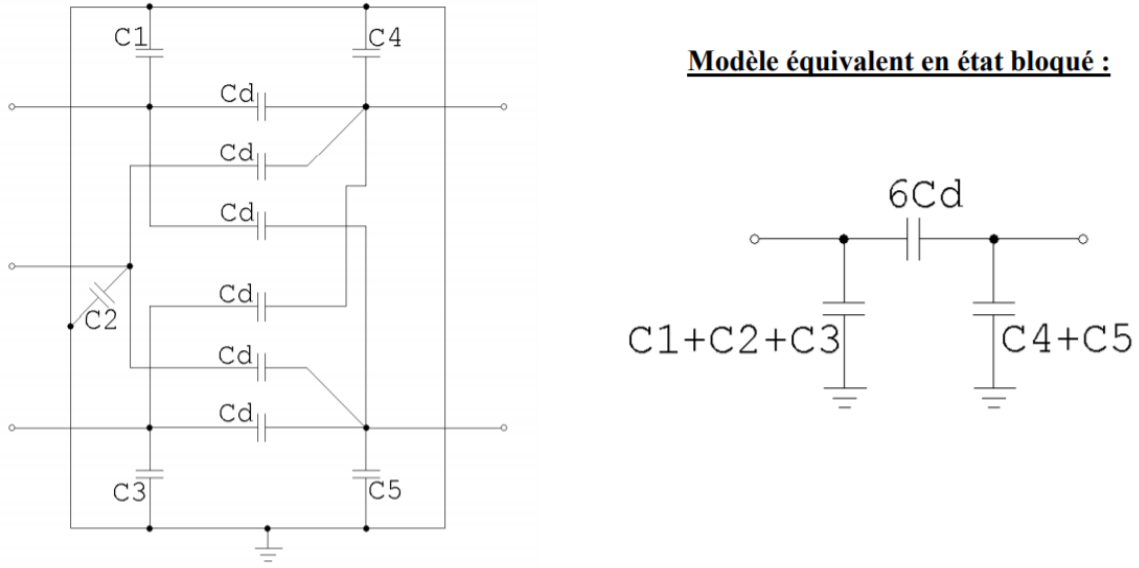 C1
C4
Cd
Cd
Cd
Cd
C2
Cd
Cd
C3
C5
Modèle équivalent en état bloqué :
6Cd
C1+C2+C3
C4+C5